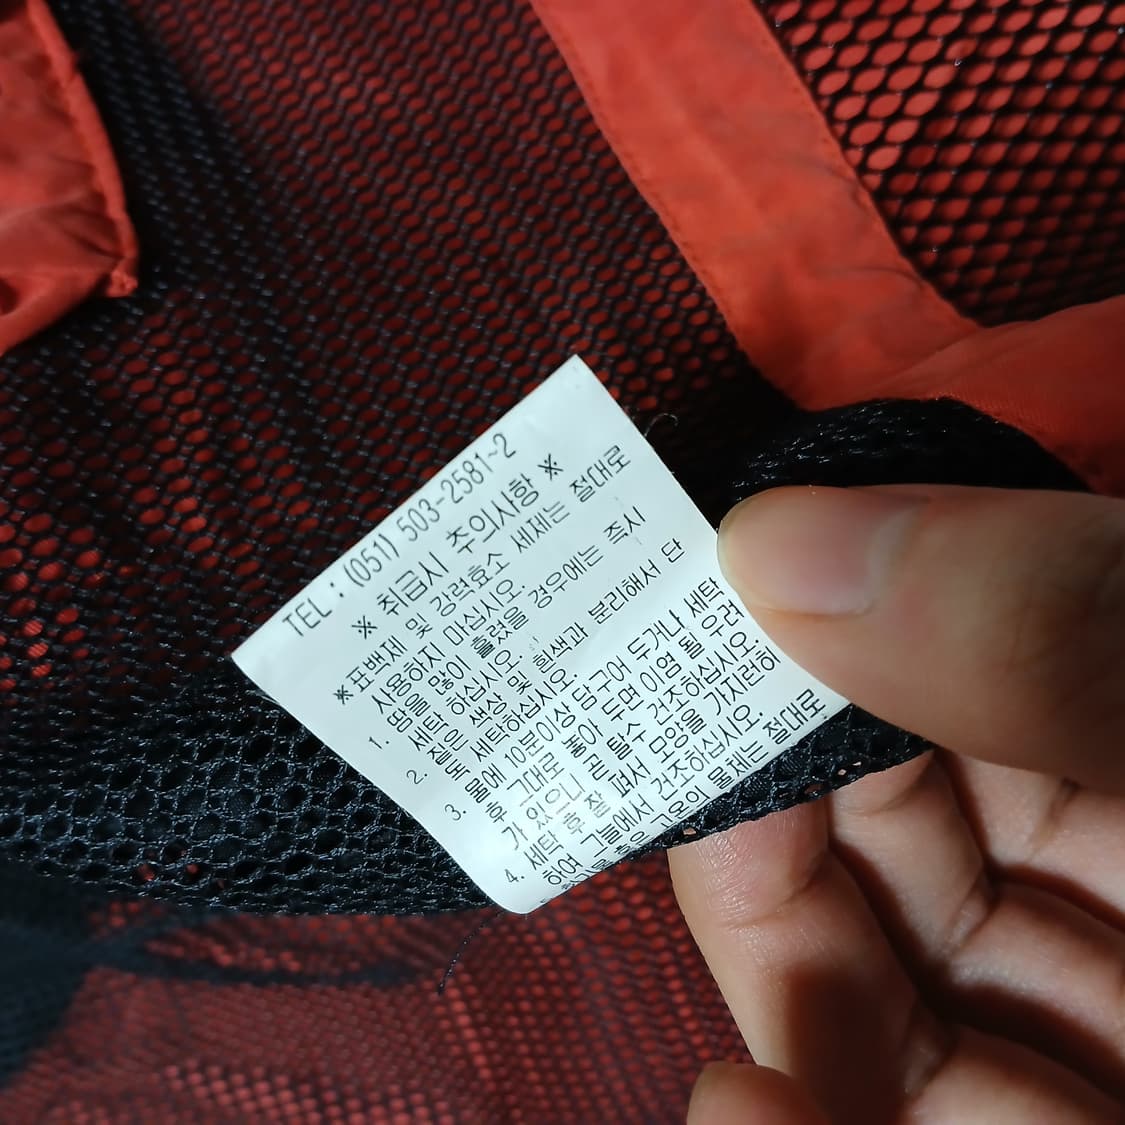 TEL : (051) 503-2581~2
※ 취급시 주의사항 ※
※표백제 및 강력효소 세제는 절대로
사용하지 마십시오.
1. 땀을 많이 흘렸을 경우에는 즉시
세탁 하십시오.
2. 짙은 색상 및 흰색과 분리해서 단
세탁하십시오.
3. 물에 10분이상 담구어 두거나 세탁
후 그대로 놓아 두면 이염 될 우려
가 있으니 곧 탈수 건조하십시오.
4. 세탁 후 잘 펴서 모양을 가지런히
하여 그늘에서 건조하십시오.
절대로